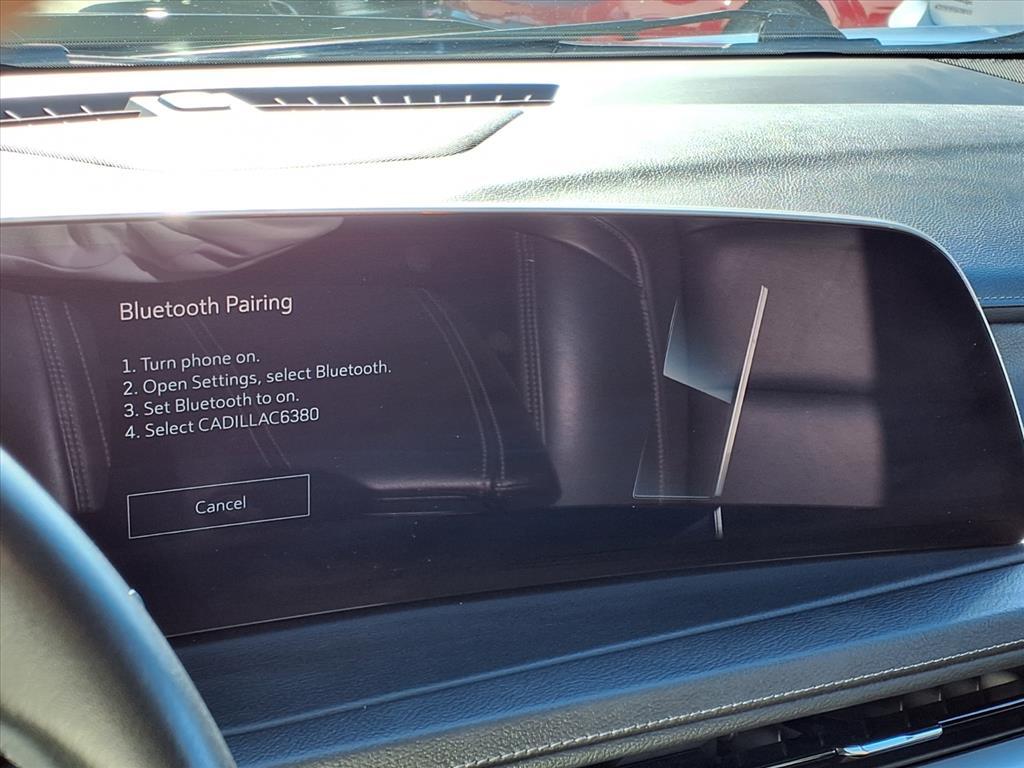 Bluetooth Pairing
1. Turn phone on.
2. Open Settings, select Bluetooth.
3. Set Bluetooth to on.
4. Select CADILLAC6380
Cancel